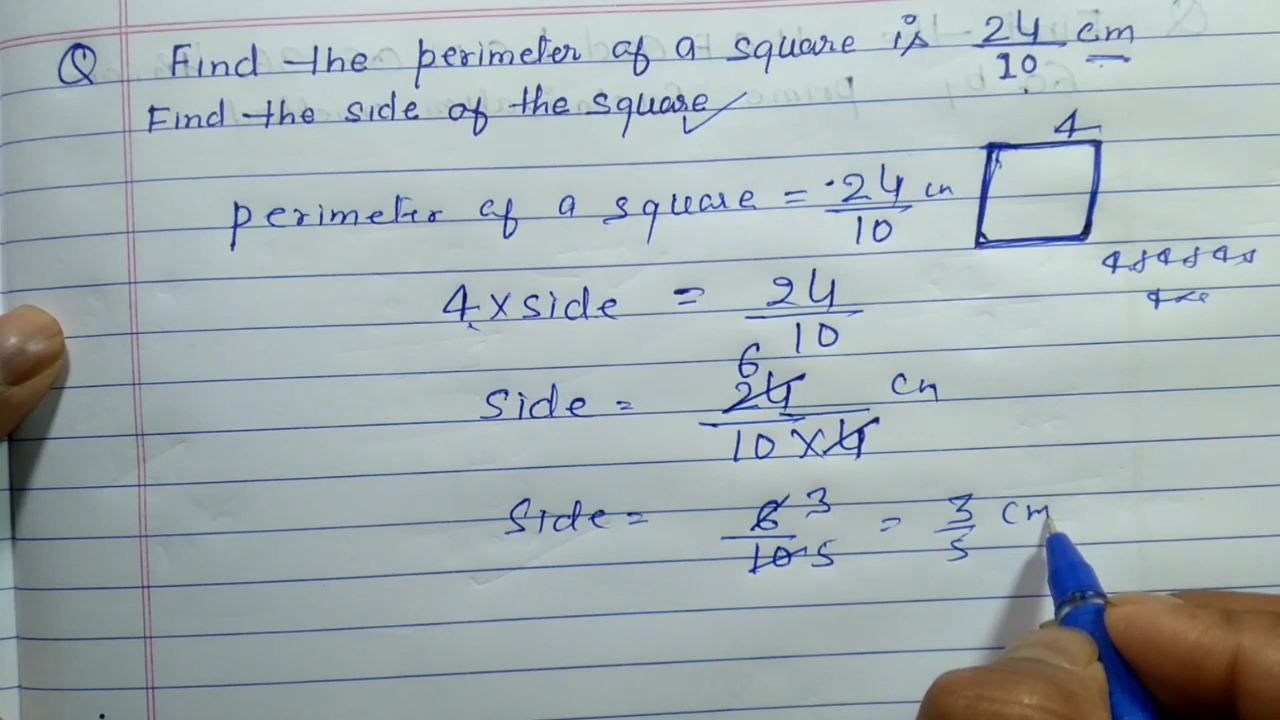 Q Find the perimeter of a square is 24/10 cm
Find the side of the square
4
perimeter of a square = 24/10 cm
4 × side = 24/10
6
Side = 24/10×4 cm
Side = 6 3/10 5 = 3/5 cm